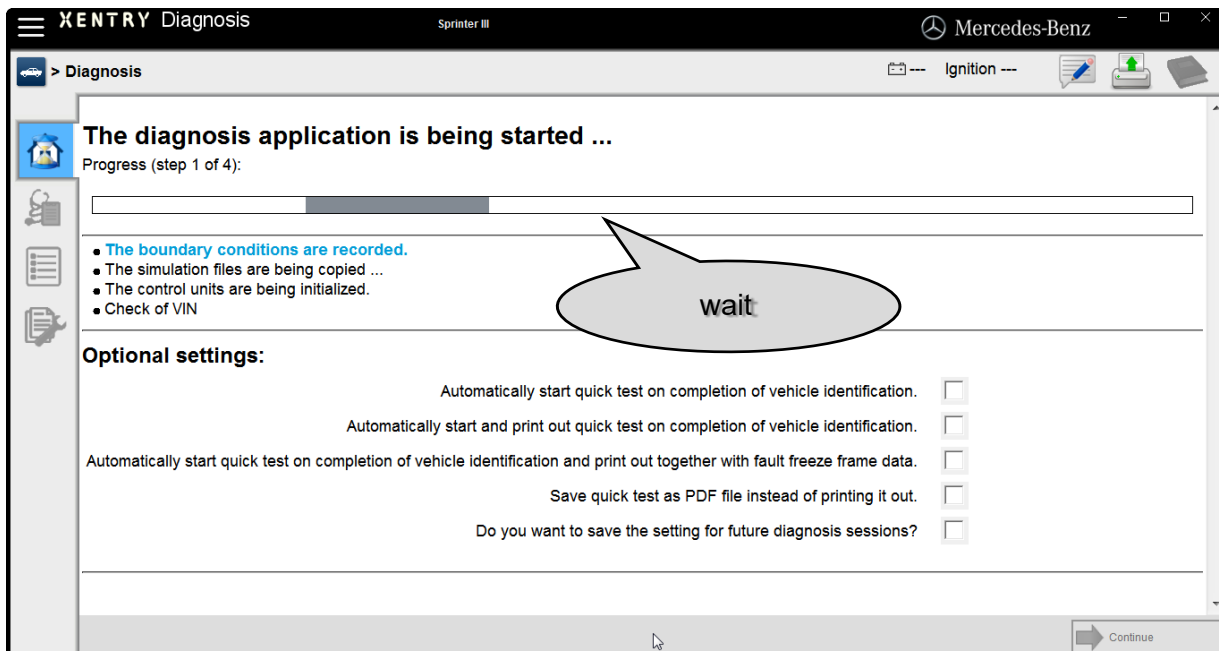 XENTRY Diagnosis
Sprinter III
Mercedes-Benz
> Diagnosis
---
Ignition ---
The diagnosis application is being started ...
Progress (step 1 of 4):
The boundary conditions are recorded.
The simulation files are being copied ...
The control units are being initialized.
Check of VIN
wait
Optional settings:
Automatically start quick test on completion of vehicle identification.
Automatically start and print out quick test on completion of vehicle identification.
Automatically start quick test on completion of vehicle identification and print out together with fault freeze frame data.
Save quick test as PDF file instead of printing it out.
Do you want to save the setting for future diagnosis sessions?
Continue